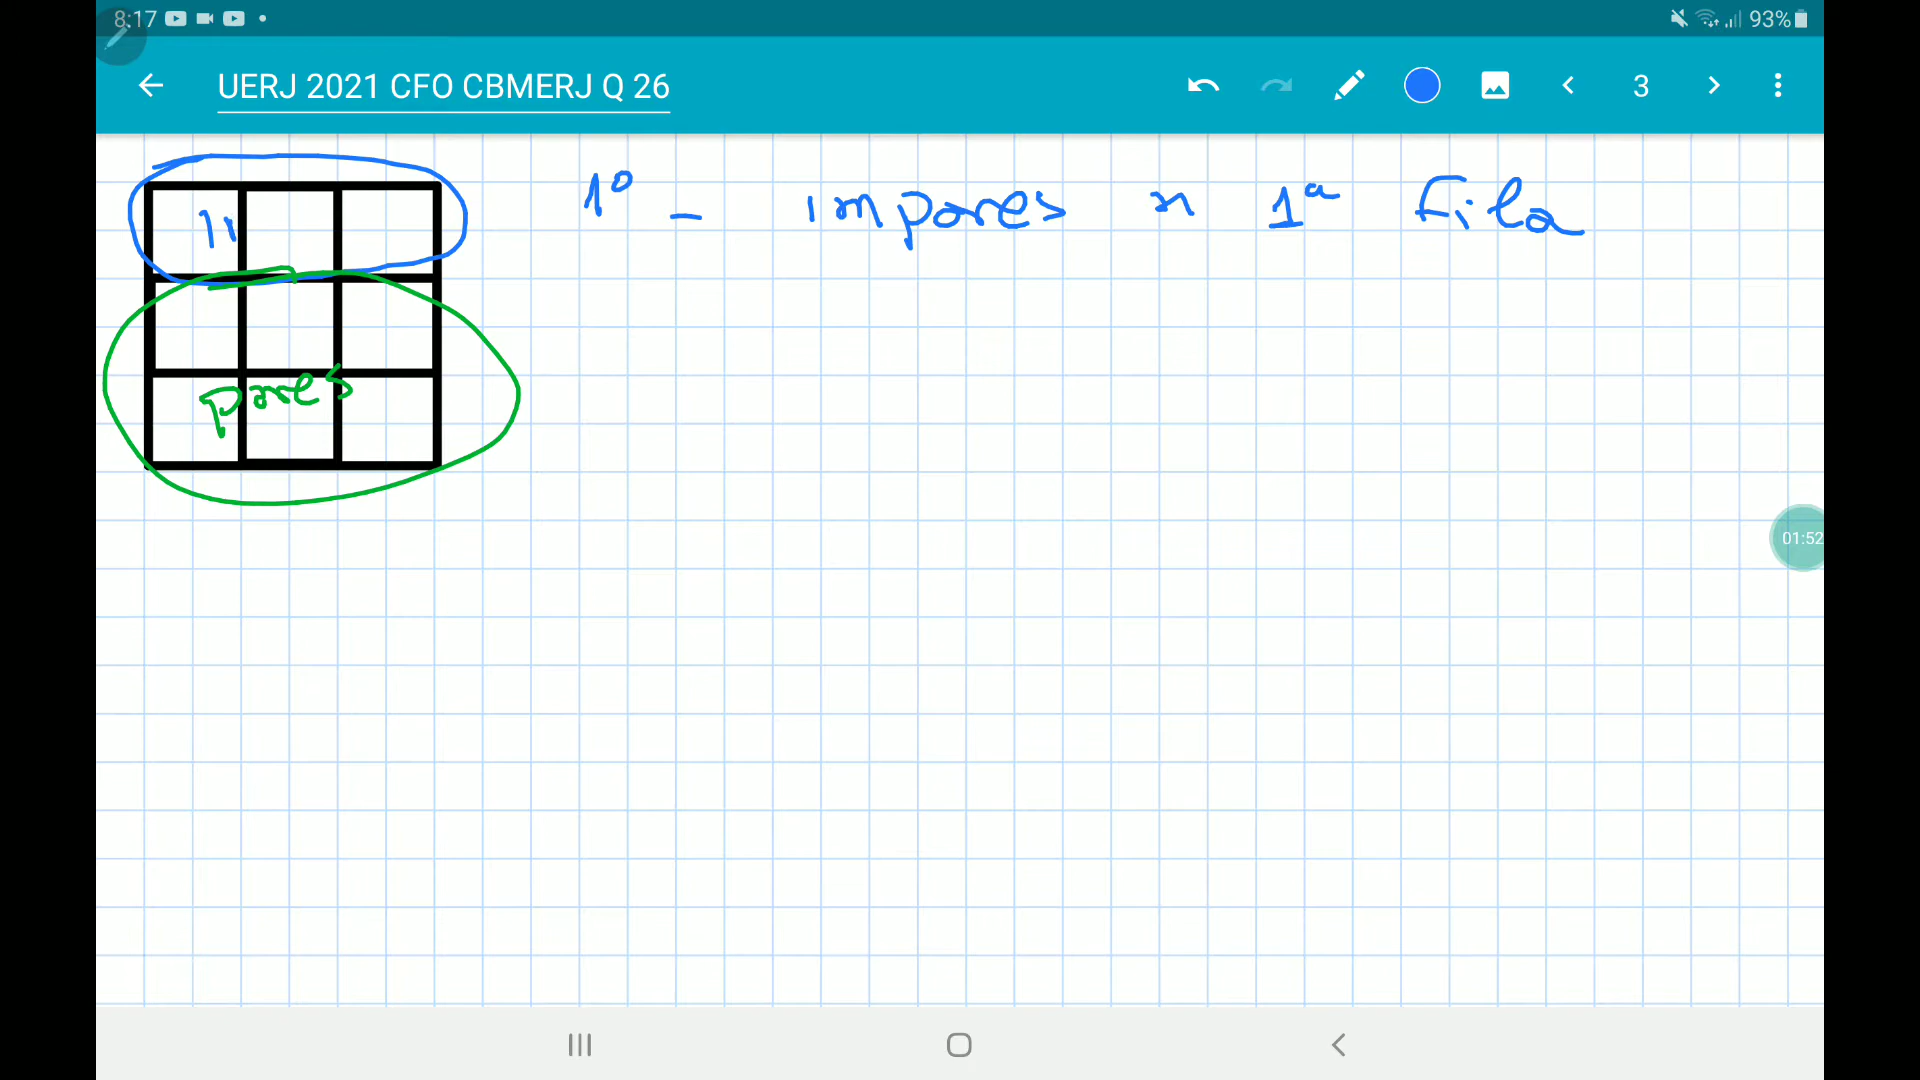 8:17
93%
UERJ 2021 CFO CBMERJ Q 26
3
1º - impares n 1ª fila
pares
01:52